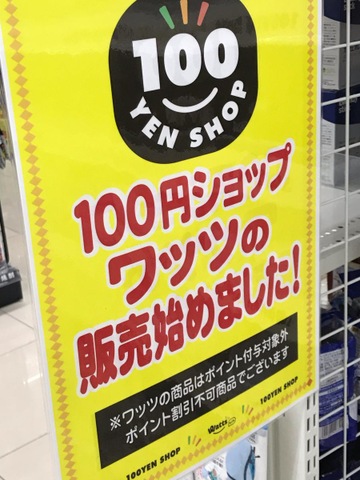 100
YEN SHOP
100円ショップ
ワッツの
販売始めました!
※ワッツの商品はポイント付与対象外
ポイント割引不可商品でございます
100YEN SHOP
Watts
100YEN SHOP